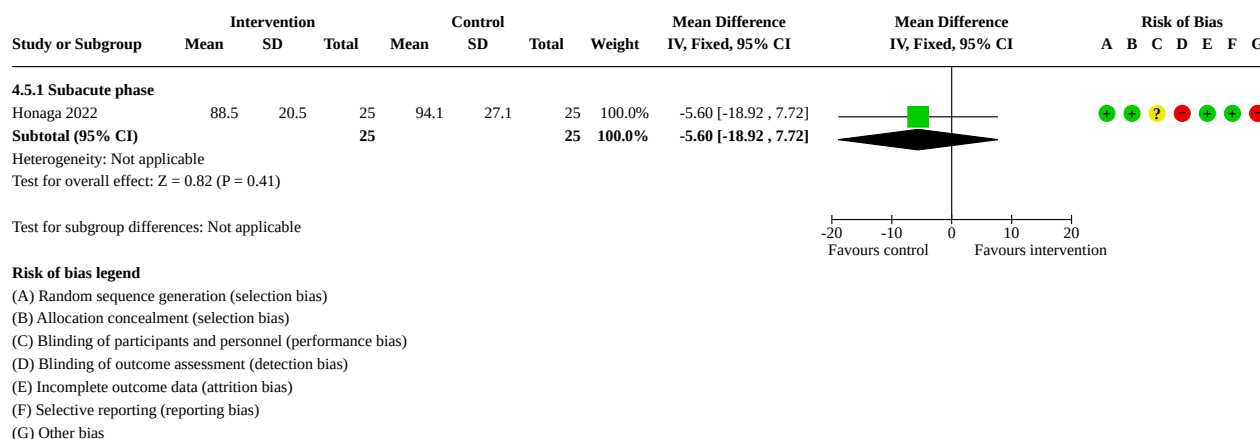 Intervention Control Mean Difference Mean Difference Risk of Bias
Study or Subgroup Mean SD Total Mean SD Total Weight IV, Fixed, 95% CI IV, Fixed, 95% CI A B C D E F G
4.5.1 Subacute phase
Honaga 2022 88.5 20.5 25 94.1 27.1 25 100.0% -5.60 [-18.92 , 7.72] + + ? − + + −
Subtotal (95% CI) 25 25 100.0% -5.60 [-18.92 , 7.72]
Heterogeneity: Not applicable
Test for overall effect: Z = 0.82 (P = 0.41)
Test for subgroup differences: Not applicable
-20 -10 0 10 20
Favours control Favours intervention
Risk of bias legend
(A) Random sequence generation (selection bias)
(B) Allocation concealment (selection bias)
(C) Blinding of participants and personnel (performance bias)
(D) Blinding of outcome assessment (detection bias)
(E) Incomplete outcome data (attrition bias)
(F) Selective reporting (reporting bias)
(G) Other bias